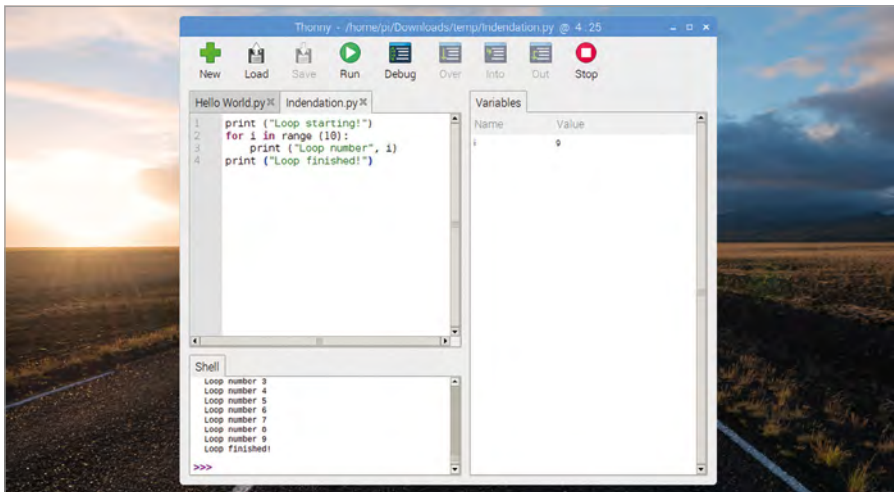 Thonny - /home/pi/Downloads/temp/Indendation.py @ 4:25
New Load Save Run Debug Over Into Out Stop
Hello World.py Indendation.py
Variables
1 print ("Loop starting!")
2 for i in range (10):
3 print ("Loop number", i)
4 print ("Loop finished!")
Name Value
i 9
Shell
Loop number 3
Loop number 4
Loop number 5
Loop number 6
Loop number 7
Loop number 8
Loop number 9
Loop finished!
>>>